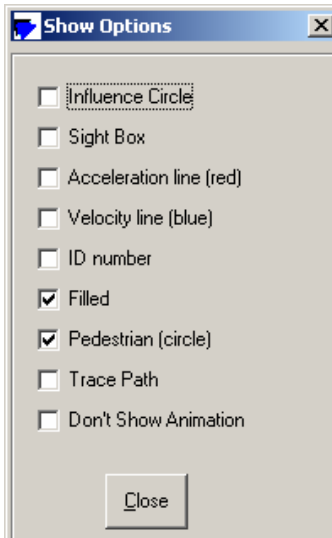 Show Options
Influence Circle
Sight Box
Acceleration line (red)
Velocity line (blue)
ID number
Filled
Pedestrian (circle)
Trace Path
Don't Show Animation
Close